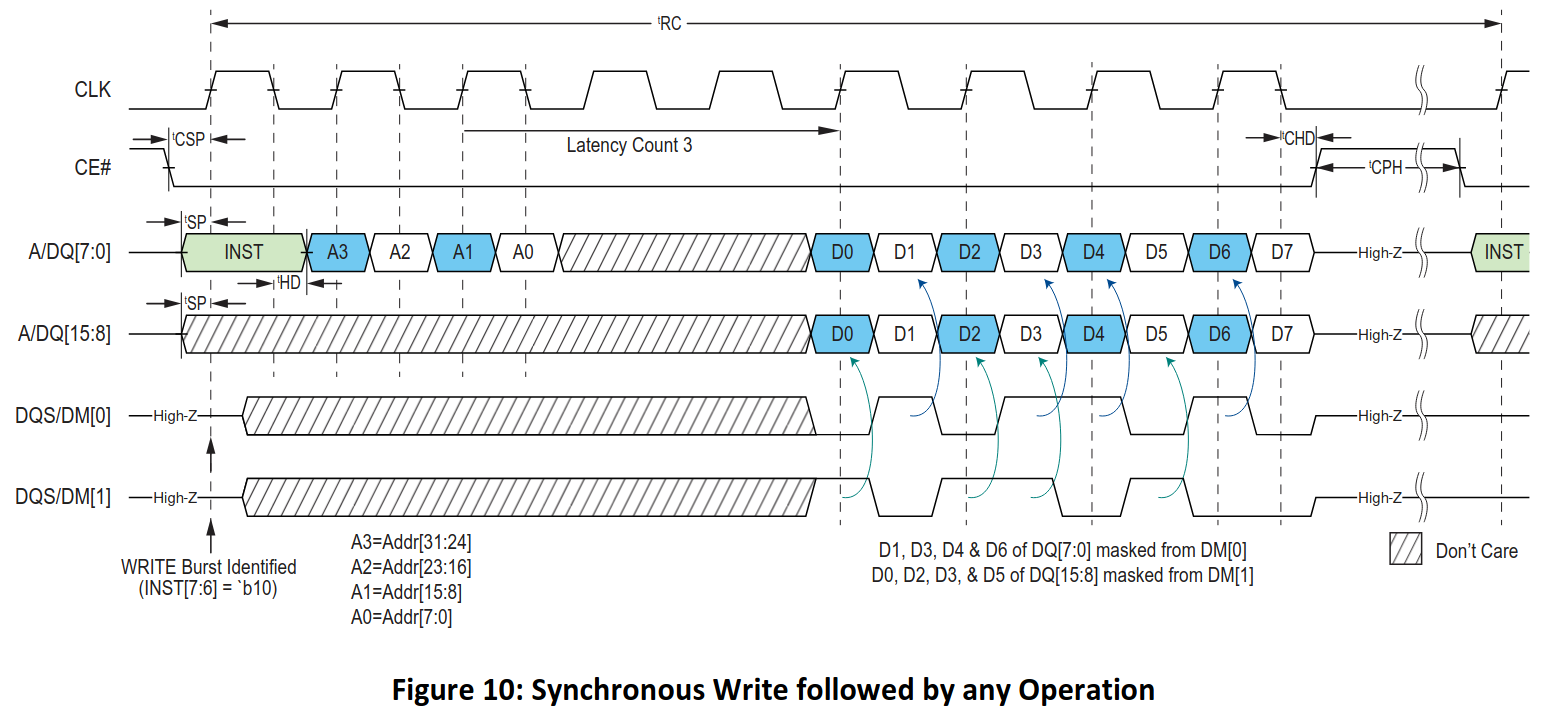 tRC
CLK
tCSP
Latency Count 3
tCHD
CE#
tCPH
tSP
A/DQ[7:0] INST A3 A2 A1 A0 D0 D1 D2 D3 D4 D5 D6 D7 High-Z INST
tHD
tSP
A/DQ[15:8] D0 D1 D2 D3 D4 D5 D6 D7 High-Z
DQS/DM[0] High-Z High-Z
DQS/DM[1] High-Z High-Z
WRITE Burst Identified
(INST[7:6] = `b10)
A3=Addr[31:24]
A2=Addr[23:16]
A1=Addr[15:8]
A0=Addr[7:0]
D1, D3, D4 & D6 of DQ[7:0] masked from DM[0]
D0, D2, D3, & D5 of DQ[15:8] masked from DM[1]
Don't Care
Figure 10: Synchronous Write followed by any Operation